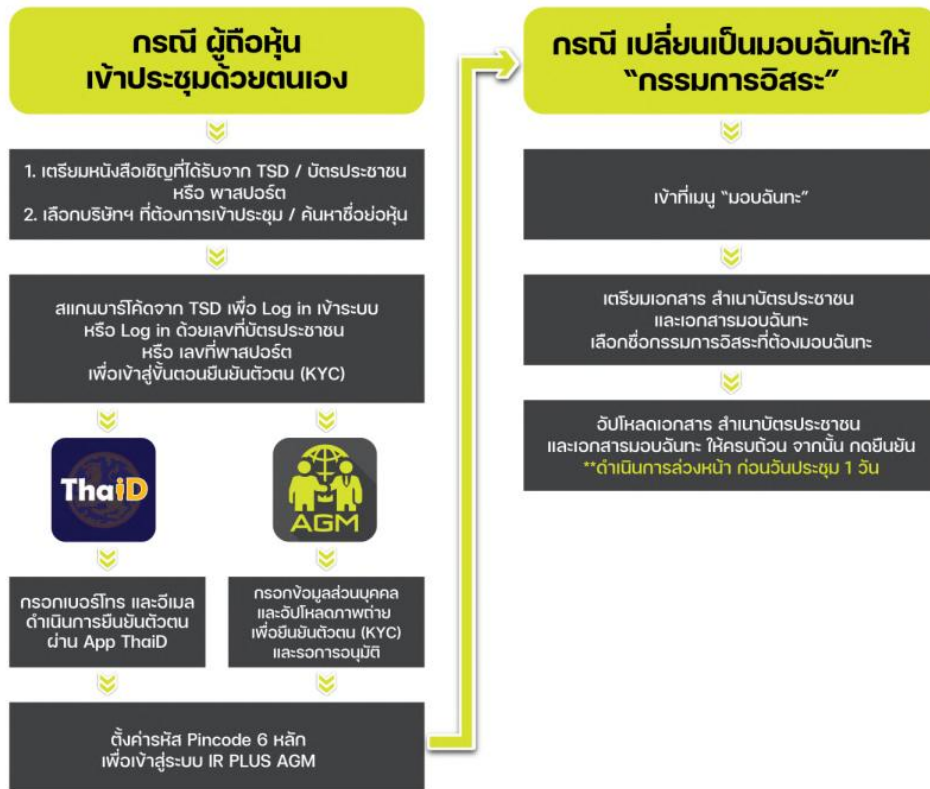 กรณี ผู้ถือหุ้น
เข้าประชุมด้วยตนเอง
1. เตรียมหนังสือเชิญที่ได้รับจาก TSD / บัตรประชาชน
หรือ พาสปอร์ต
2. เลือกบริษัทฯ ที่ต้องการเข้าประชุม / ค้นหาชื่อย่อหุ้น
สแกนบาร์โค้ดจาก TSD เพื่อ Log in เข้าระบบ
หรือ Log in ด้วยเลขที่บัตรประชาชน
หรือ เลขที่พาสปอร์ต
เพื่อเข้าสู่ขั้นตอนยืนยันตัวตน (KYC)
ThaiD
AGM
กรอกเบอร์โทร และอีเมล
ดำเนินการยืนยันตัวตน
ผ่าน App ThaiD
กรอกข้อมูลส่วนบุคคล
และอัปโหลดภาพถ่าย
เพื่อยืนยันตัวตน (KYC)
และรอการอนุมัติ
ตั้งค่ารหัส Pincode 6 หลัก
เพื่อเข้าสู่ระบบ IR PLUS AGM
กรณี เปลี่ยนเป็นมอบฉันทะให้
“กรรมการอิสระ”
เข้าที่เมนู “มอบฉันทะ”
เตรียมเอกสาร สำเนาบัตรประชาชน
และเอกสารมอบฉันทะ
เลือกชื่อกรรมการอิสระที่ต้องมอบฉันทะ
อัปโหลดเอกสาร สำเนาบัตรประชาชน
และเอกสารมอบฉันทะ ให้ครบถ้วน จากนั้น กดยืนยัน
**ดำเนินการล่วงหน้า ก่อนวันประชุม 1 วัน